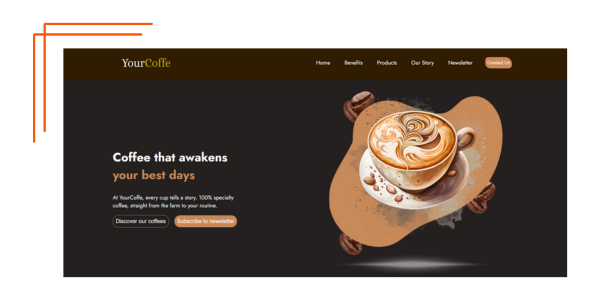 YourCoffe
Home Benefits Products Our Story Newsletter Contact Us
Coffee that awakens
your best days
At YourCoffe, every cup tells a story. 100% specialty
coffee, straight from the farm to your routine.
Discover our coffees Subscribe to newsletter